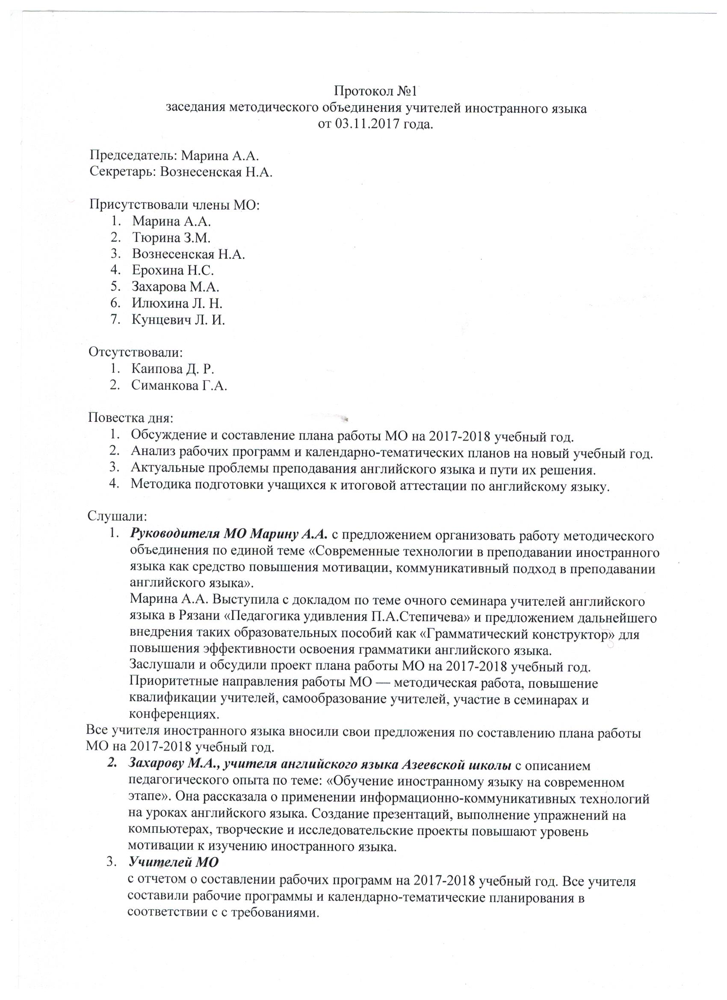 Протокол №1
заседания методического объединения учителей иностранного языка
от 03.11.2017 года.
Председатель: Марина А.А.
Секретарь: Вознесенская Н.А.
Присутствовали члены МО:
1. Марина А.А.
2. Тюрина З.М.
3. Вознесенская Н.А.
4. Ерохина Н.С.
5. Захарова М.А.
6. Илюхина Л. Н.
7. Кунцевич Л. И.
Отсутствовали:
1. Каипова Д. Р.
2. Симанкова Г.А.
Повестка дня:
1. Обсуждение и составление плана работы МО на 2017-2018 учебный год.
2. Анализ рабочих программ и календарно-тематических планов на новый учебный год.
3. Актуальные проблемы преподавания английского языка и пути их решения.
4. Методика подготовки учащихся к итоговой аттестации по английскому языку.
Слушали:
1. Руководителя МО Марину А.А. с предложением организовать работу методического
объединения по единой теме «Современные технологии в преподавании иностранного
языка как средство повышения мотивации, коммуникативный подход в преподавании
английского языка».
Марина А.А. Выступила с докладом по теме очного семинара учителей английского
языка в Рязани «Педагогика удивления П.А.Степичева» и предложением дальнейшего
внедрения таких образовательных пособий как «Грамматический конструктор» для
повышения эффективности освоения грамматики английского языка.
Заслушали и обсудили проект плана работы МО на 2017-2018 учебный год.
Приоритетные направления работы МО — методическая работа, повышение
квалификации учителей, самообразование учителей, участие в семинарах и
конференциях.
Все учителя иностранного языка вносили свои предложения по составлению плана работы
МО на 2017-2018 учебный год.
2. Захарову М.А., учителя английского языка Азеевской школы с описанием
педагогического опыта по теме: «Обучение иностранному языку на современном
этапе». Она рассказала о применении информационно-коммуникативных технологий
на уроках английского языка. Создание презентаций, выполнение упражнений на
компьютерах, творческие и исследовательские проекты повышают уровень
мотивации к изучению иностранного языка.
3. Учителей МО
с отчетом о составлении рабочих программ на 2017-2018 учебный год. Все учителя
составили рабочие программы и календарно-тематические планирования в
соответствии с с требованиями.